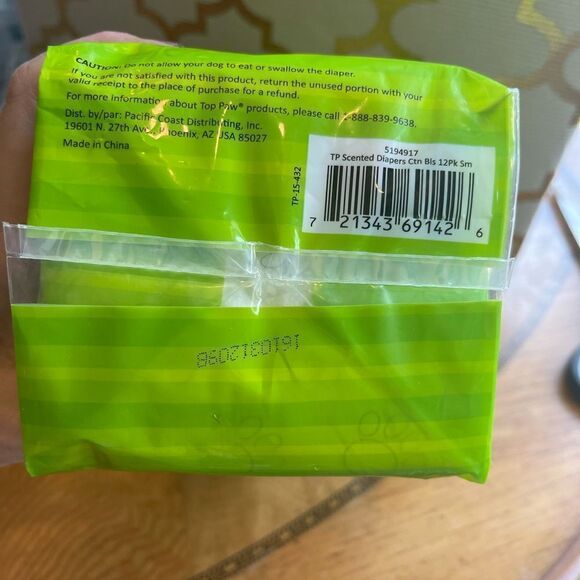 CAUTION: Do not allow your dog to eat or swallow the diaper.
If you are not satisfied with this product, return the unused portion with your
valid receipt to the place of purchase for a refund.
For more information about Top Paw® products, please call 1-888-839-9638.
Dist. by/par: Pacific Coast Distributing, Inc.
19601 N. 27th Ave, Phoenix, AZ USA 85027
Made in China
TP-15-432
5194917
TP Scented Diapers Ctn Bls 12Pk Sm
7 21343 69142 6
161031209B